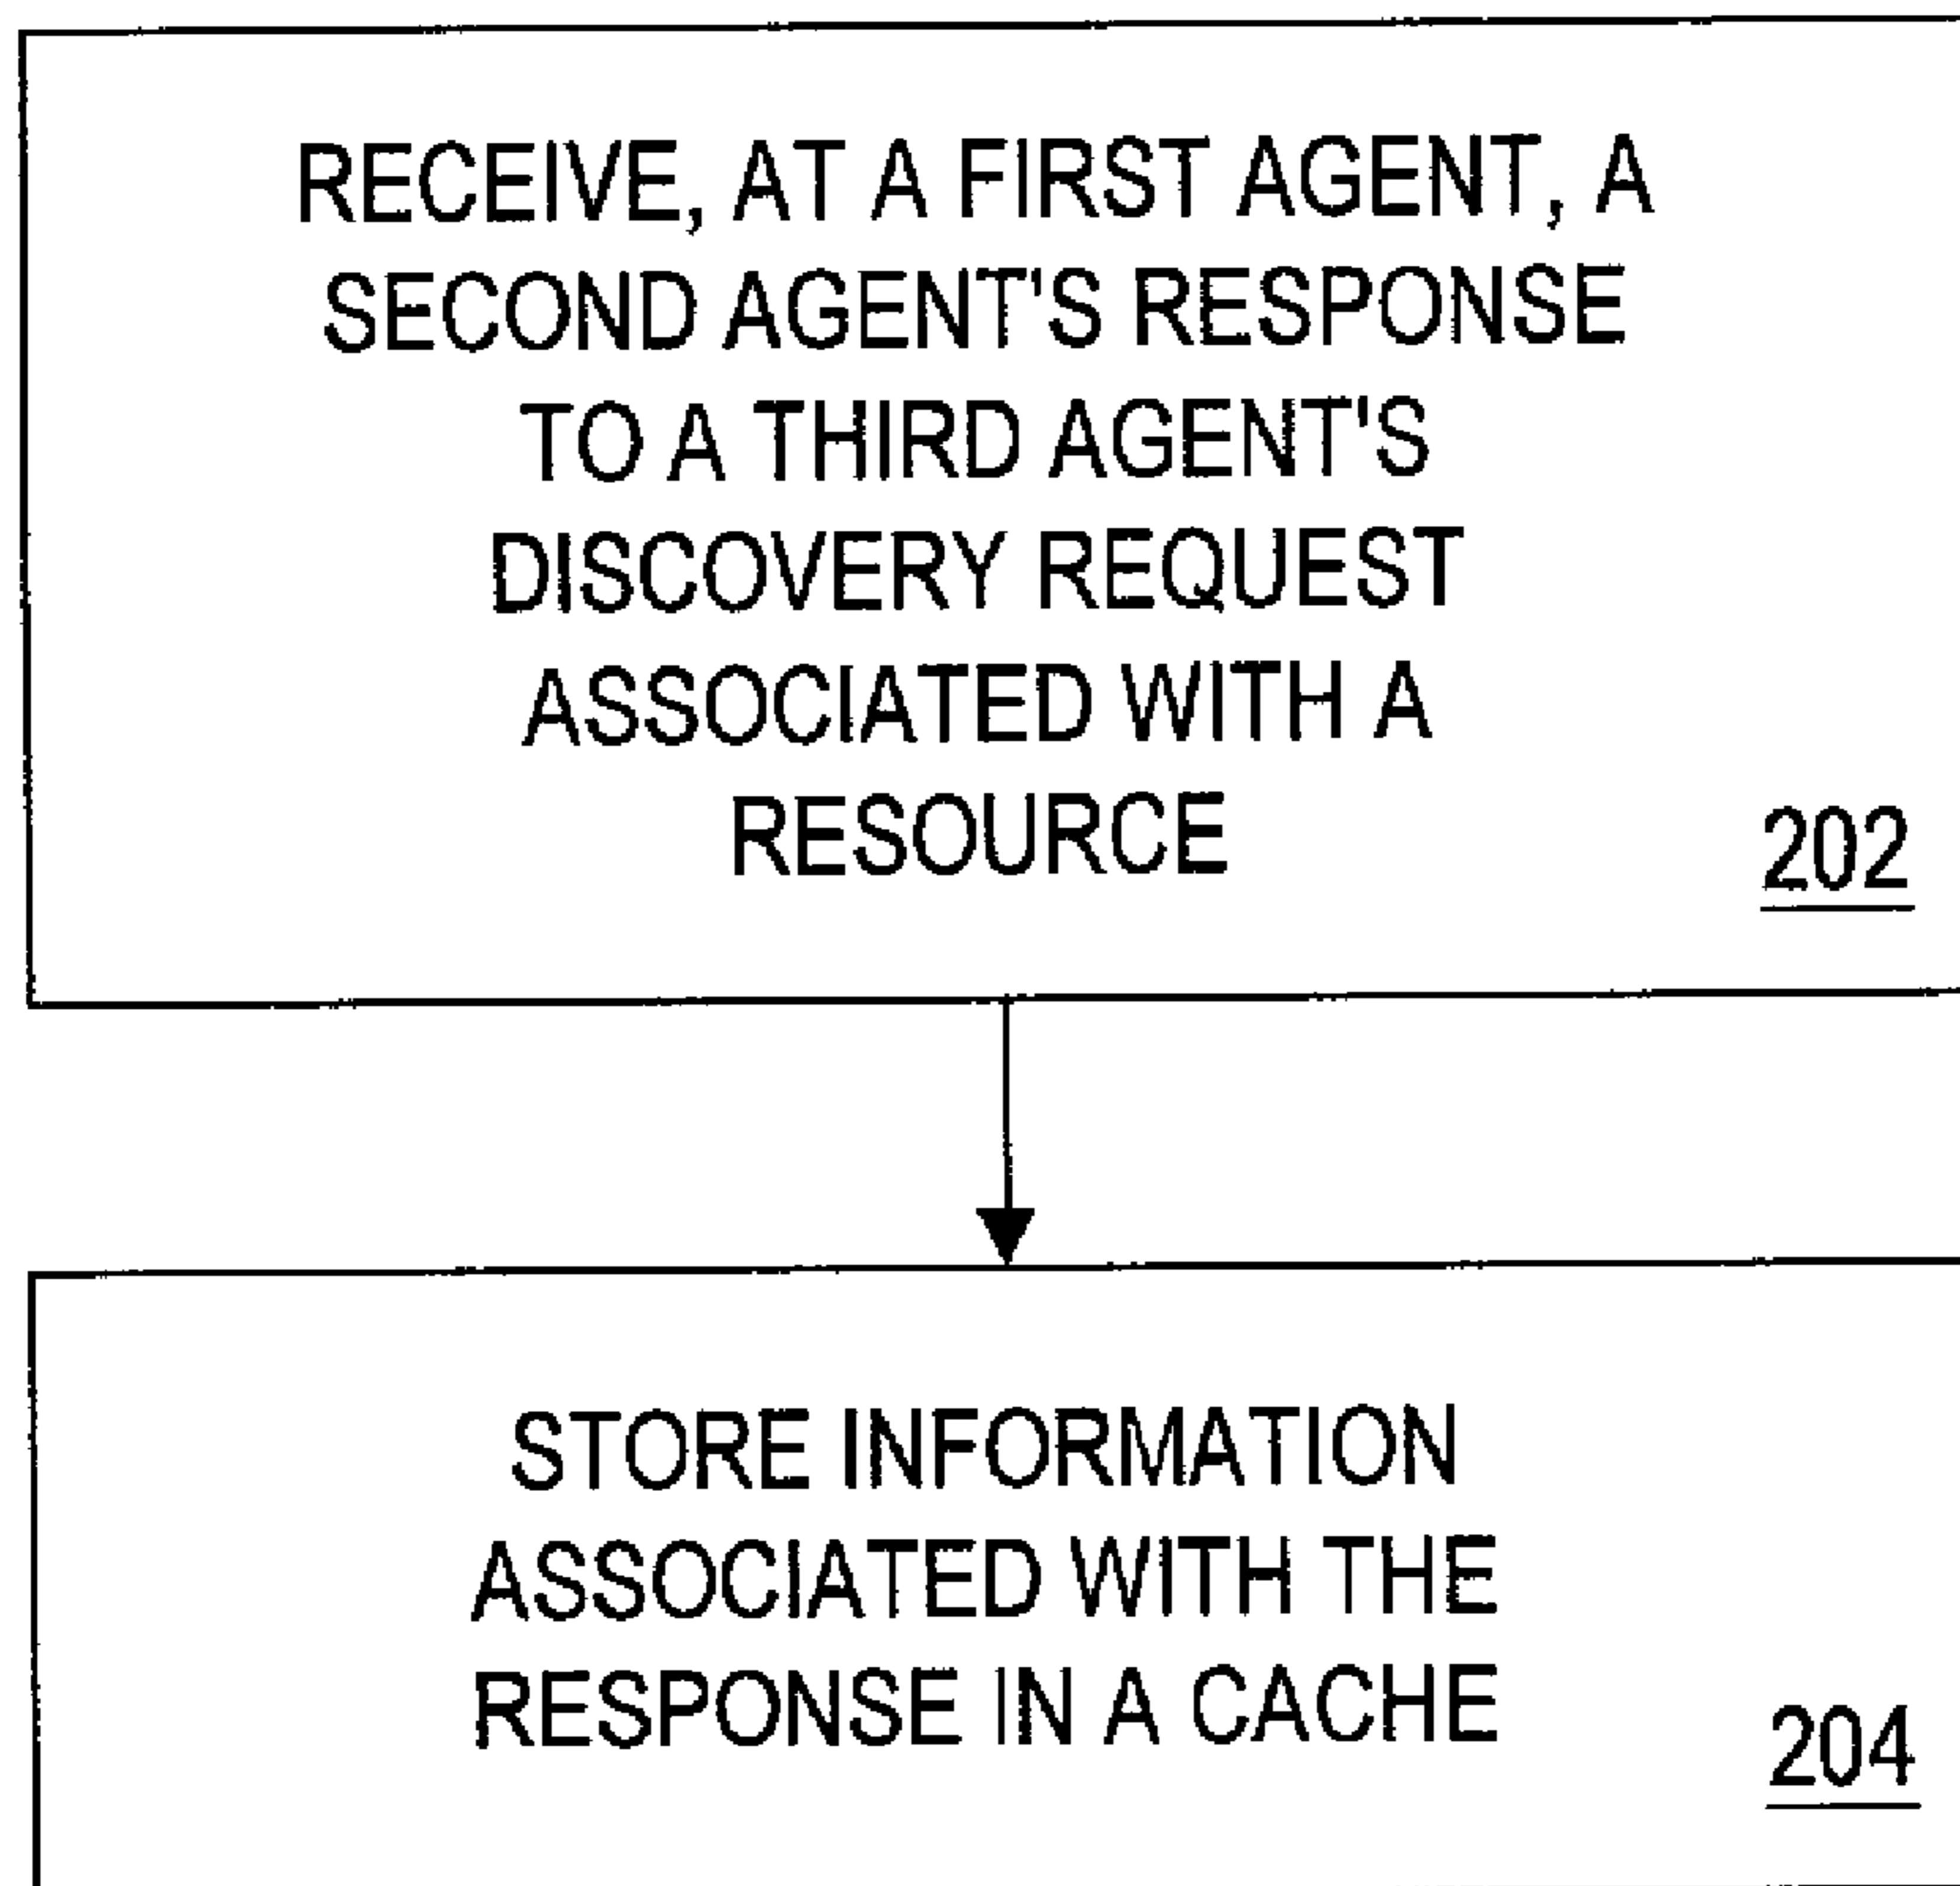 RECEIVE, AT A FIRST AGENT, A
SECOND AGENT'S RESPONSE
TO A THIRD AGENT'S
DISCOVERY REQUEST
ASSOCIATED WITH A
RESOURCE
202
STORE INFORMATION
ASSOCIATED WITH THE
RESPONSE IN A CACHE
204